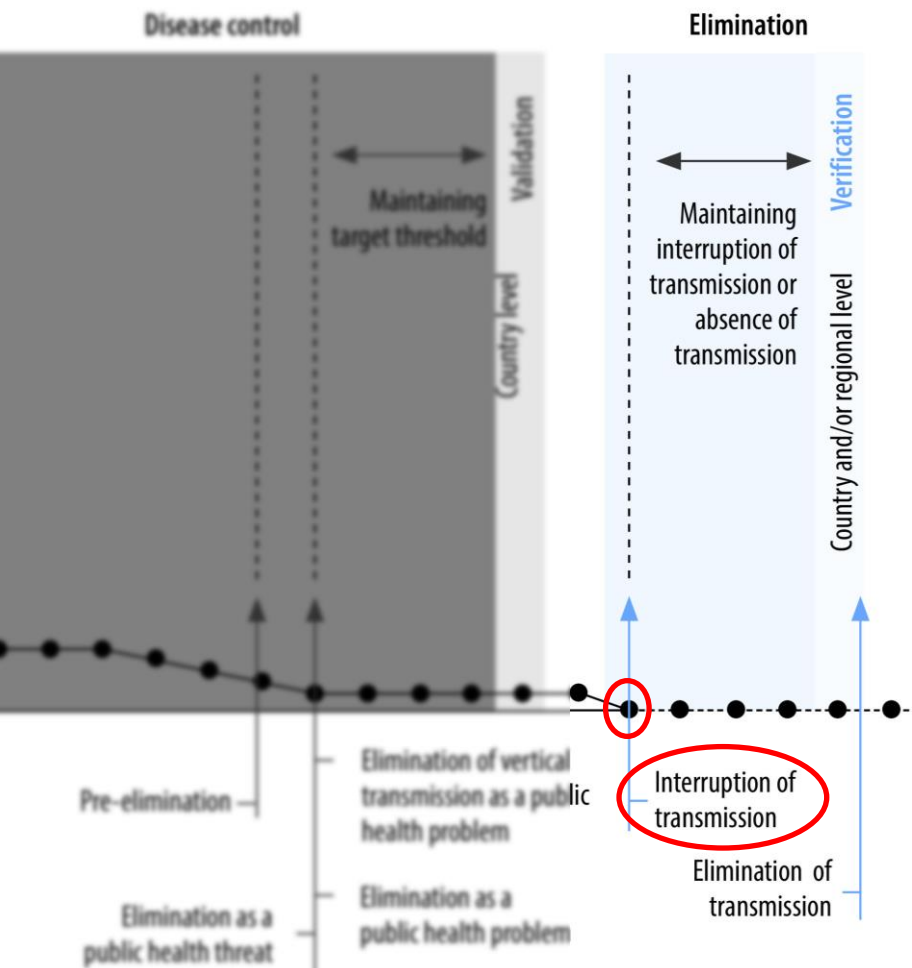 Disease control
Elimination
Validation
Country level
Maintaining
target threshold
Verification
Country and/or regional level
Maintaining
interruption of
transmission or
absence of
transmission
Pre-elimination
Elimination of vertical
transmission as a public
health problem
Elimination as a
public health threat
Elimination as a
public health problem
Interruption of
transmission
Elimination of
transmission